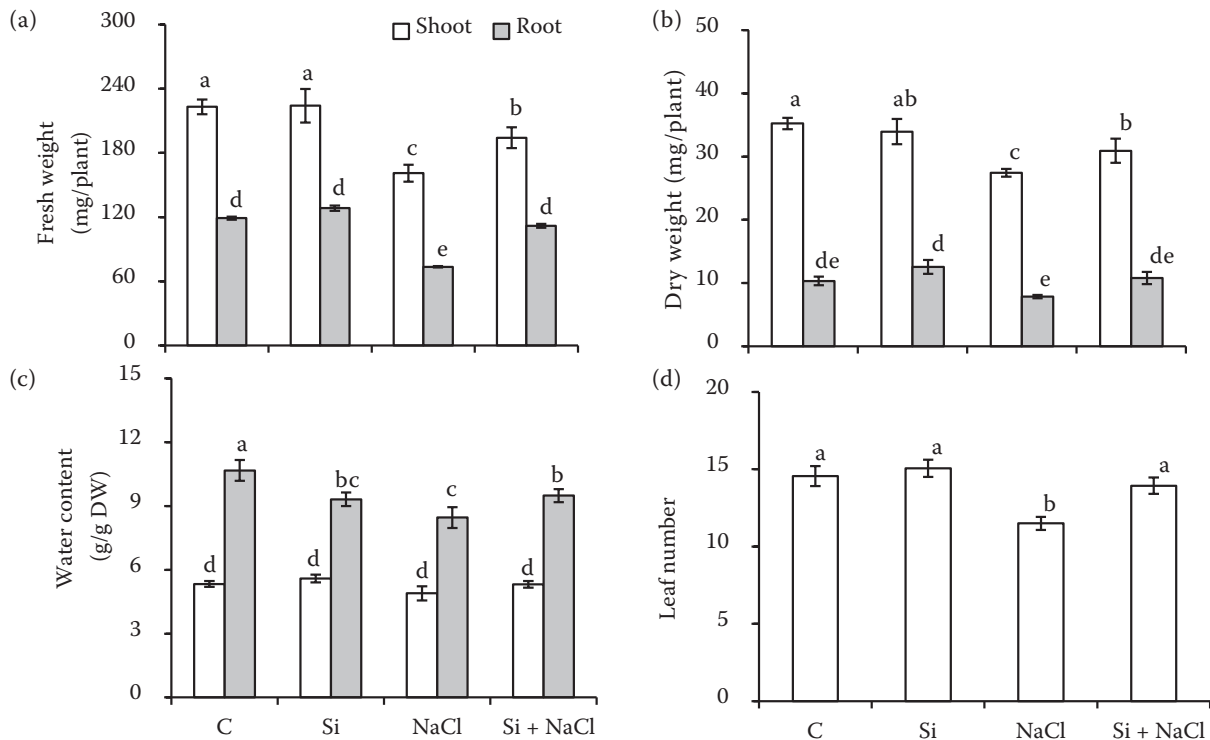 (a)
Fresh weight
(mg/plant)
300
240
180
120
60
0
Shoot Root
a a b
c
d d d
e
(b)
Dry weight (mg/plant)
50
40
30
20
10
0
a ab
b
c
de d de
e
(c)
Water content
(g/g DW)
15
12
9
6
3
0
a
bc c b
d d d d
C Si NaCl Si + NaCl
(d)
Leaf number
20
15
10
15
0
a a a
b
C Si NaCl Si + NaCl